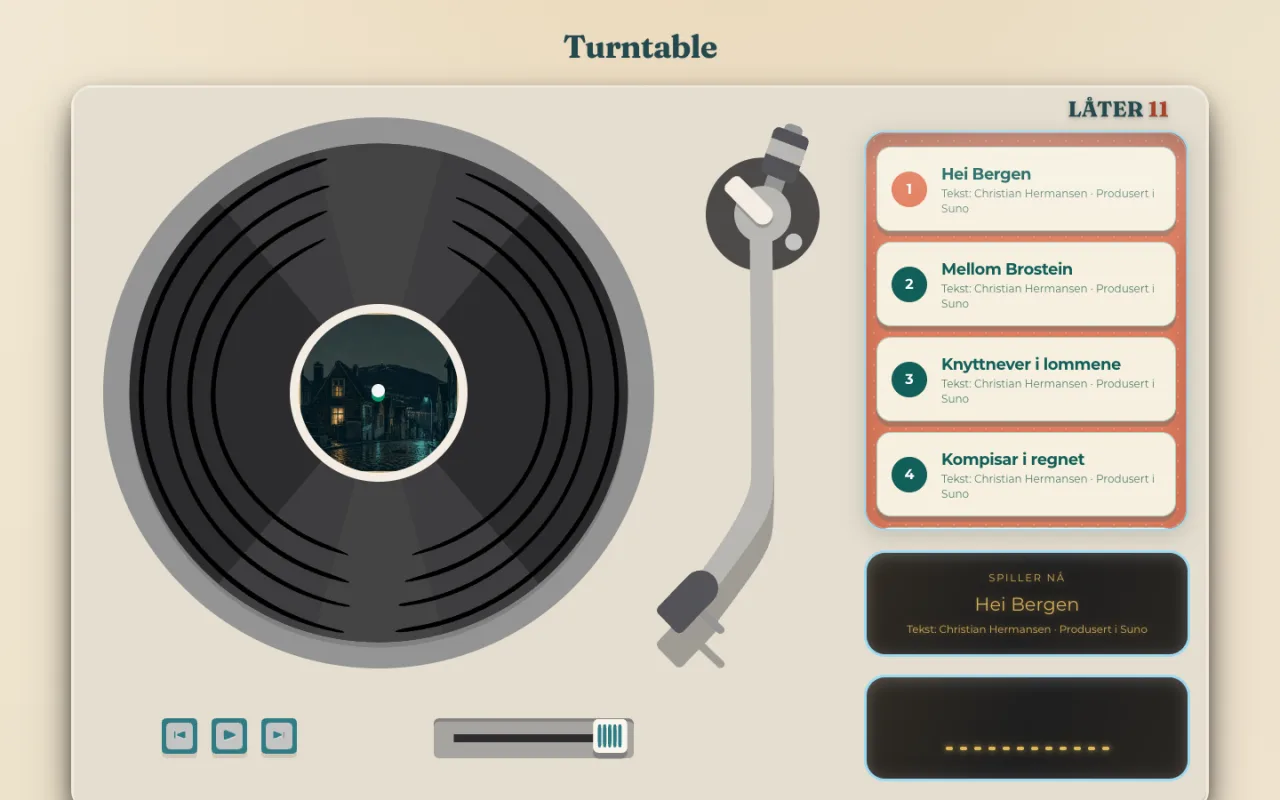 Turntable
LÅTER 11
1
Hei Bergen
Tekst: Christian Hermansen · Produsert i
Suno
2
Mellom Brostein
Tekst: Christian Hermansen · Produsert i
Suno
3
Knyttnever i lommene
Tekst: Christian Hermansen · Produsert i
Suno
4
Kompisar i regnet
Tekst: Christian Hermansen · Produsert i
Suno
SPILLER NÅ
Hei Bergen
Tekst: Christian Hermansen · Produsert i Suno